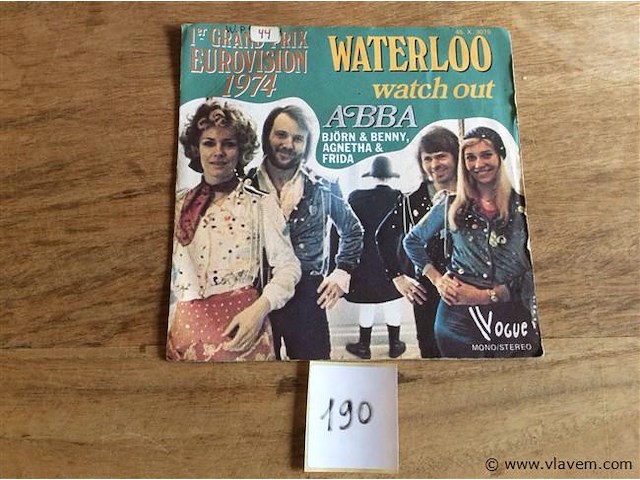 W.P.
44
1er GRAND PRIX
EUROVISION
1974
45. X. 3079
WATERLOO
watch out
ABBA
BJÖRN & BENNY,
AGNETHA &
FRIDA
VOGUE
MONO/STEREO
190
© www.vlavem.com